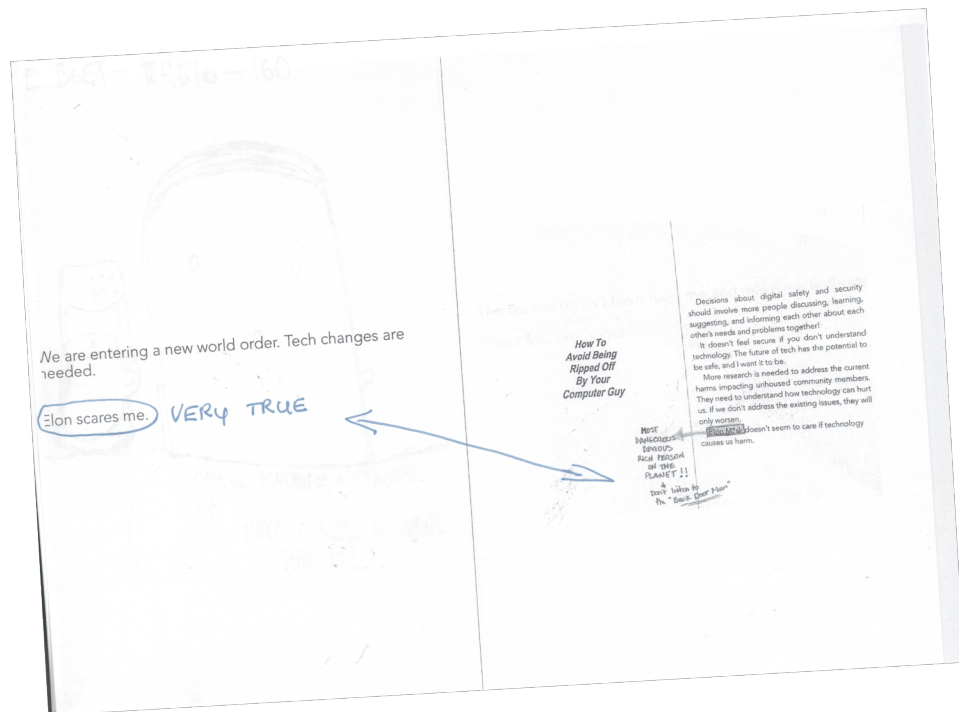 We are entering a new world order. Tech changes are
needed.
Elon scares me. VERY TRUE
How To
Avoid Being
Ripped Off
By Your
Computer Guy
Decisions about digital safety and security
should involve more people discussing, learning,
suggesting, and informing each other about each
other's needs and problems together!
It doesn't feel secure if you don't understand
technology. The future of tech has the potential to
be safe, and I want it to be.
More research is needed to address the current
harms impacting unhoused community members.
They need to understand how technology can hurt
us. If we don't address the existing issues, they will
only worsen.
Elon Musk doesn't seem to care if technology
causes us harm.
MOST
DANGEROUS
DEVIOUS
RICH PERSON
ON THE
PLANET!!
Don't listen to
the "Back Door Man"